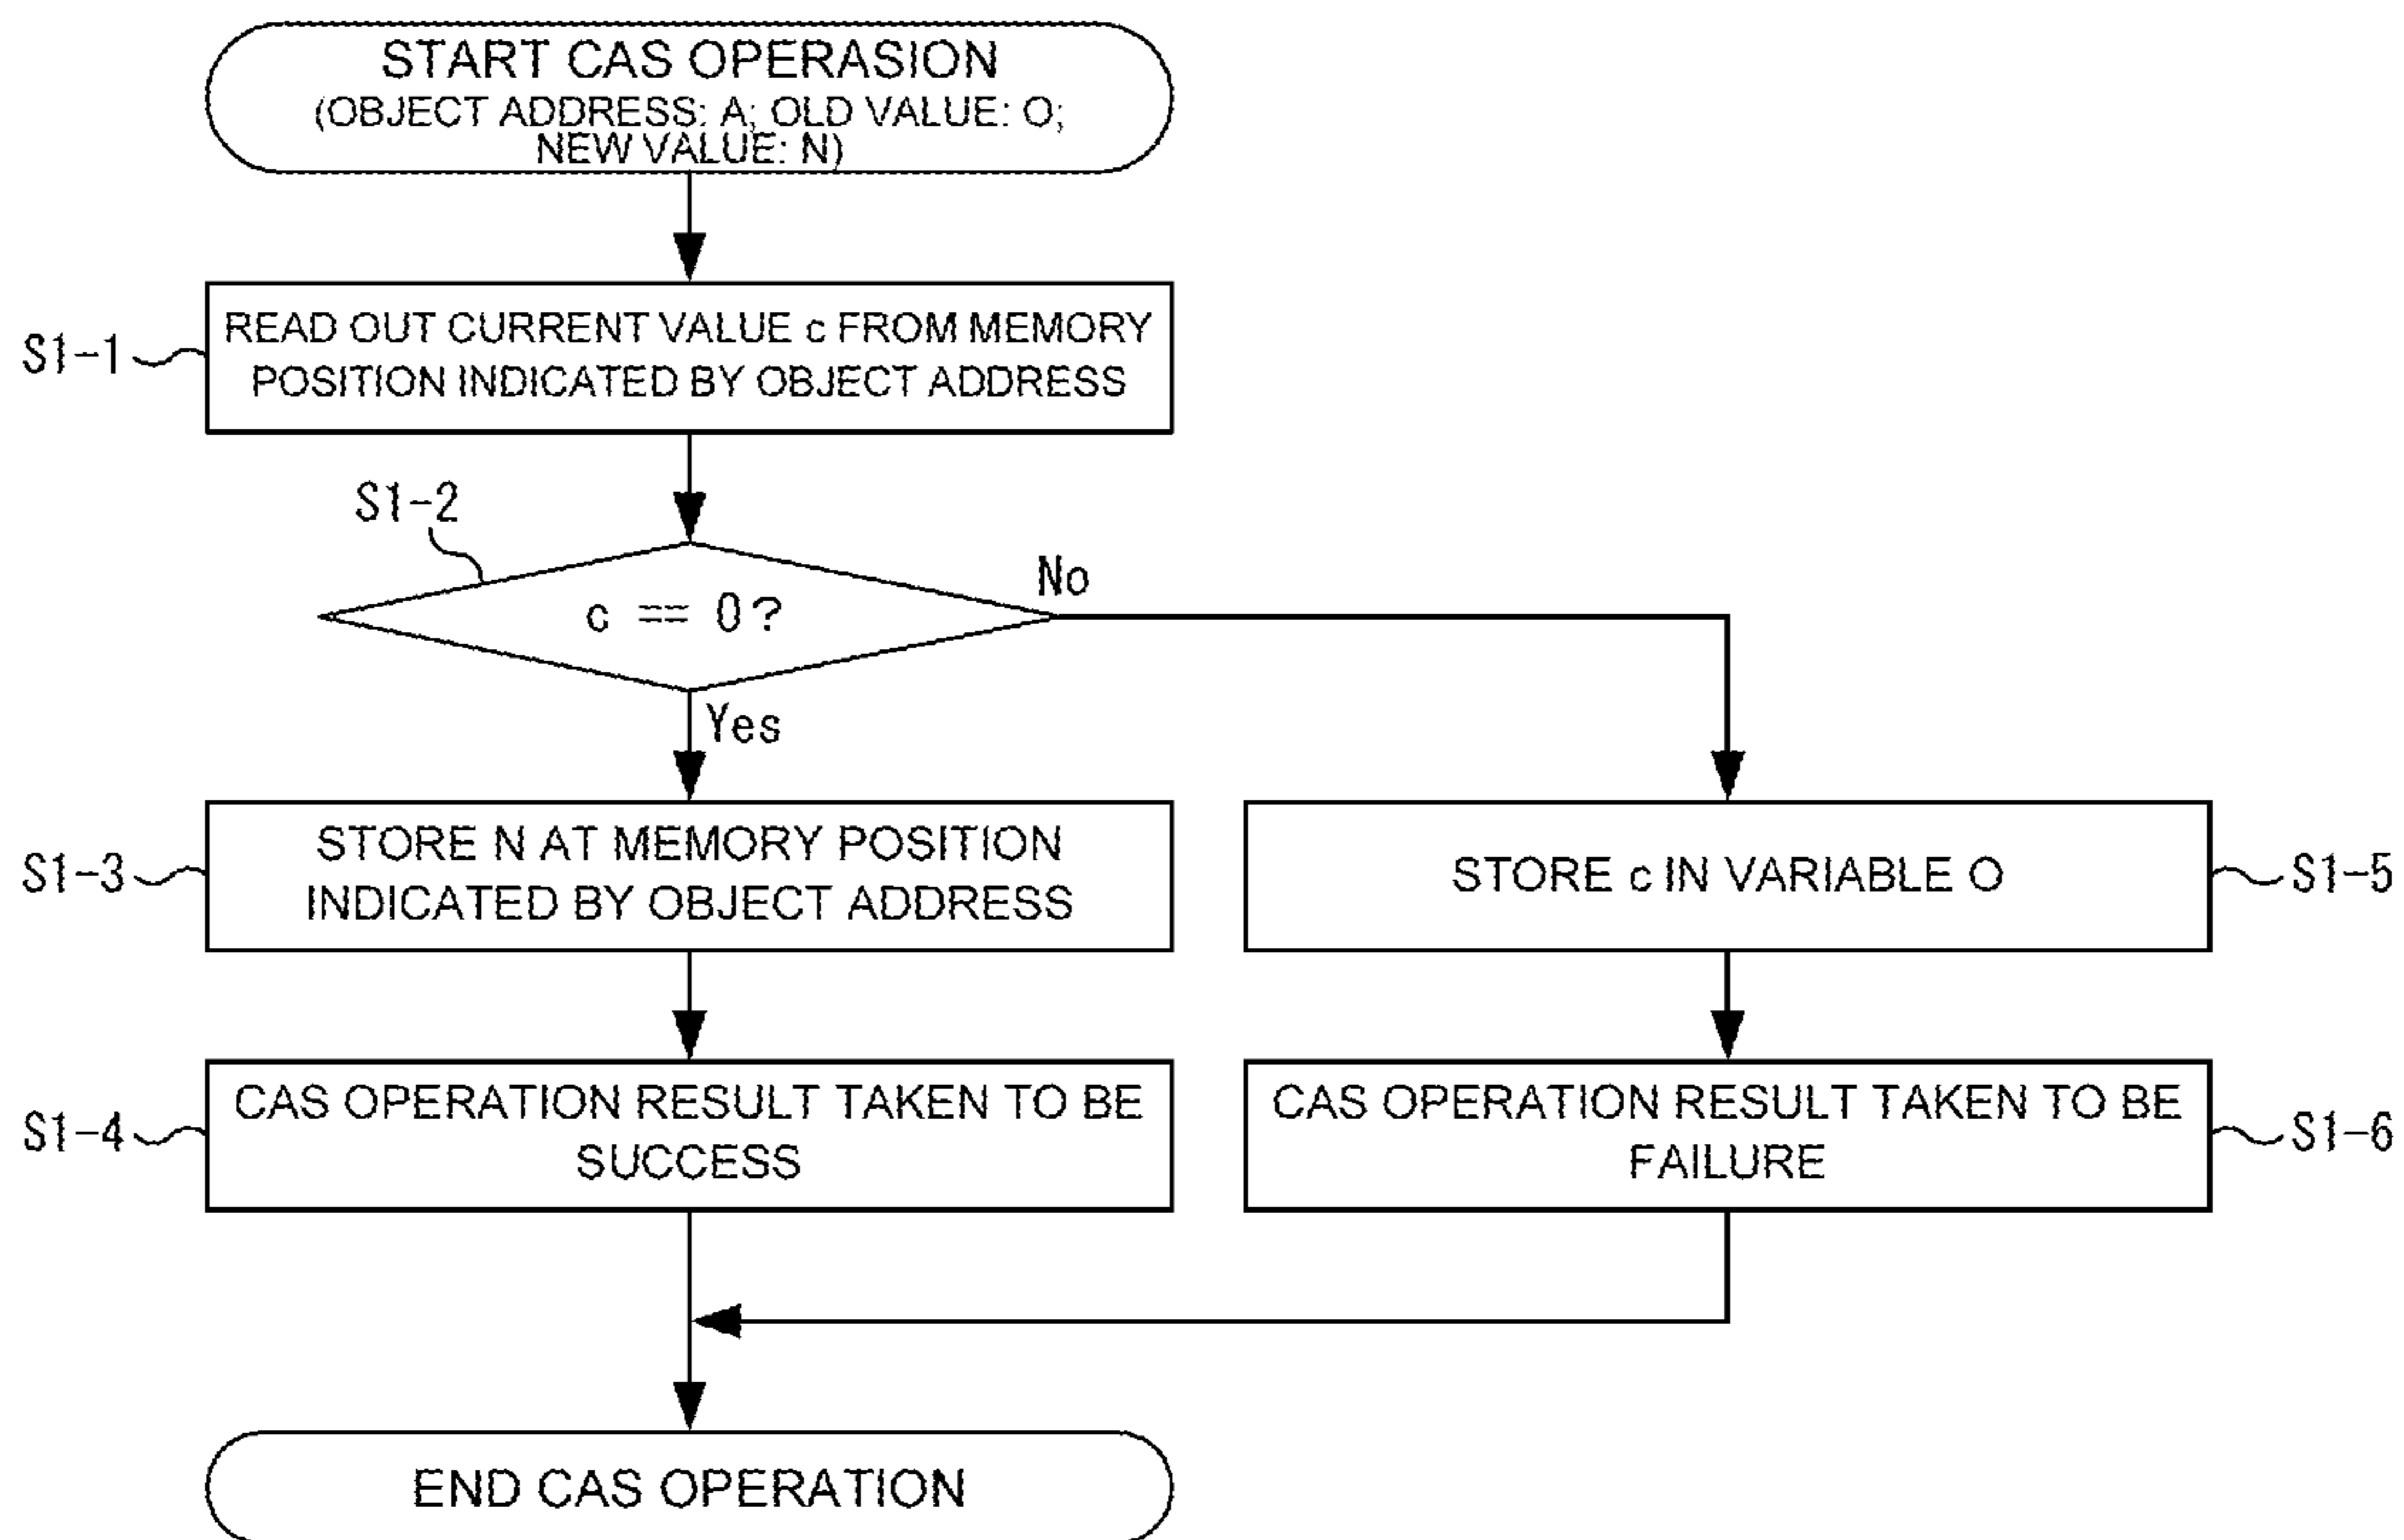 START CAS OPERASION
(OBJECT ADDRESS: A; OLD VALUE: O;
NEW VALUE: N)
S1-1
READ OUT CURRENT VALUE c FROM MEMORY
POSITION INDICATED BY OBJECT ADDRESS
S1-2
c == O?
No
Yes
S1-3
STORE N AT MEMORY POSITION
INDICATED BY OBJECT ADDRESS
STORE c IN VARIABLE O
S1-5
S1-4
CAS OPERATION RESULT TAKEN TO BE
SUCCESS
CAS OPERATION RESULT TAKEN TO BE
FAILURE
S1-6
END CAS OPERATION